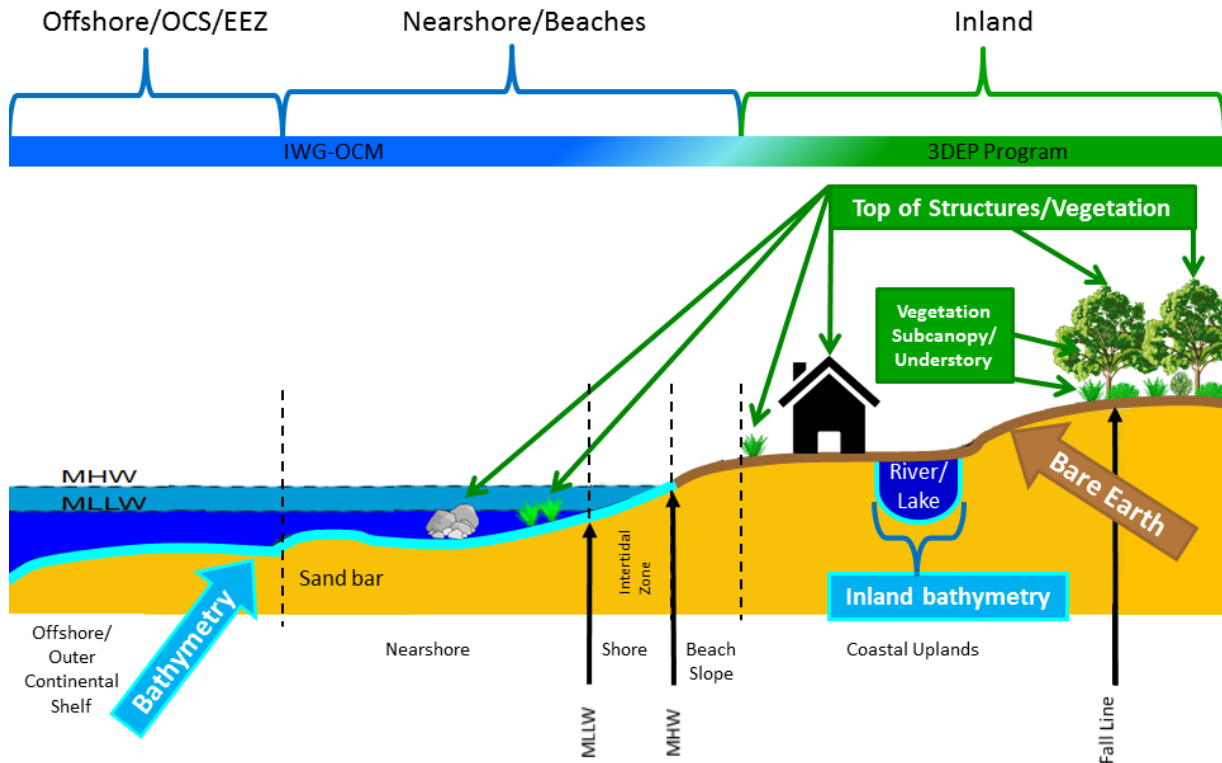 Offshore/OCS/EEZ
Nearshore/Beaches
Inland
IWG-OCM
3DEP Program
Top of Structures/Vegetation
Vegetation
Subcanopy/
Understory
MHW
MLLW
River/
Lake
Bare Earth
Sand bar
Intertidal
Zone
Inland bathymetry
Bathymetry
Offshore/
Outer
Continental
Shelf
Nearshore
Shore
Beach
Slope
Coastal Uplands
MLLW
MHW
Fall Line